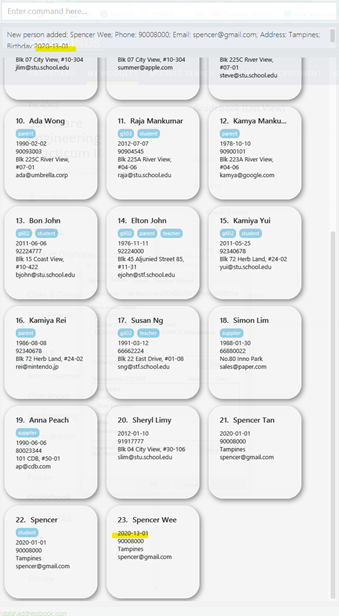 Enter command here...
New person added: Spencer Wee; Phone: 90008000; Email: spencer@gmail.com; Address: Tampines;
Birthday: 2020-13-01
Blk 07 City View, #10-304
jlim@stu.school.edu
Blk 07 City View, #10-304
summer@apple.com
Blk 225C River View,
#07-01
steve@stu.school.edu
10. Ada Wong
parent
1990-02-02
90093003
Blk 225C River View,
#07-01
ada@umbrella.corp
11. Raja Mankumar
g503 student
2012-07-07
90904545
Blk 225A River View,
#04-06
raja@stu.school.edu
12. Kamya Manku...
parent
1978-10-10
90900101
Blk 223A River View,
#04-06
kamya@google.com
13. Bon John
g602 student
2011-06-06
92224777
Blk 15 Coast View,
#10-422
bjohn@stu.school.edu
14. Elton John
g602 parent teacher
1976-11-11
92224000
Blk 45 Aljunied Street 85,
#11-31
ejohn@stf.school.edu
15. Kamiya Yui
g602 student
2011-05-25
92340678
Blk 72 Herb Land, #24-02
yui@stu.school.edu
16. Kamiya Rei
parent
1986-08-08
92340678
Blk 72 Herb Land, #24-02
rei@nintendo.jp
17. Susan Ng
g602 teacher
1991-03-12
66662224
Blk 22 East Drive, #01-08
sng@stf.school.edu
18. Simon Lim
supplier
1988-01-30
66880022
No.80 Inno Park
sales@paper.com
19. Anna Peach
supplier
1990-06-06
80023344
101 CDB, #50-01
ap@cdb.com
20. Sheryl Limy
2012-01-10
91917777
Blk 04 City View, #30-106
slim@stu.school.edu
21. Spencer Tan
2020-01-01
90008000
Tampines
spencer@gmail.com
22. Spencer
student
2020-01-01
90008000
Tampines
spencer@gmail.com
23. Spencer Wee
2020-13-01
90008000
Tampines
spencer@gmail.com